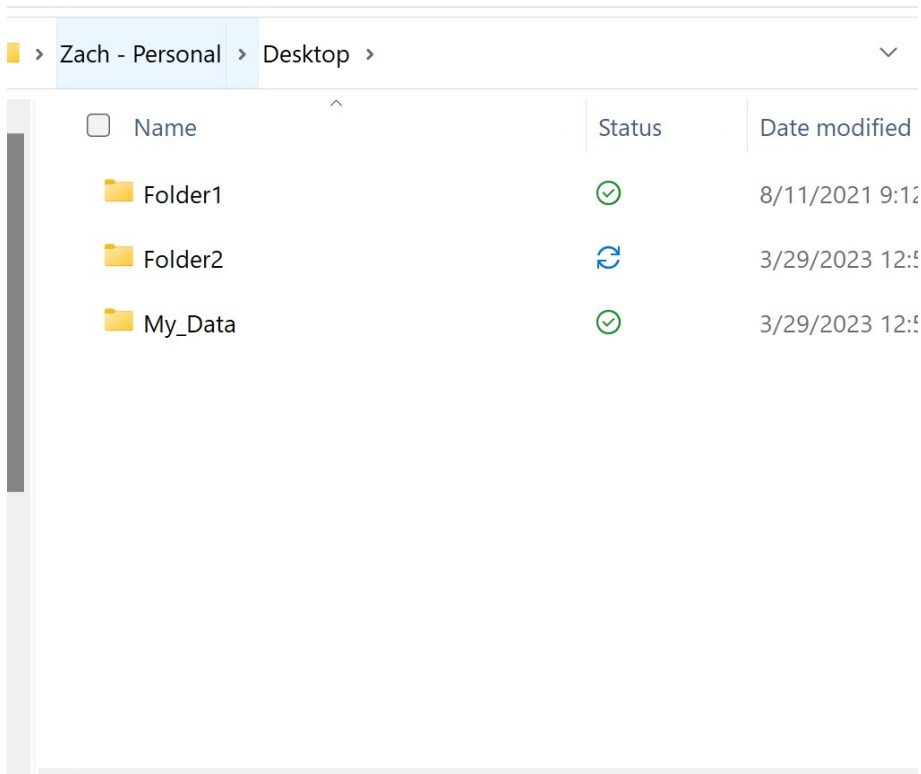 Zach - Personal > Desktop >
Name Status Date modified
Folder1 8/11/2021 9:12
Folder2 3/29/2023 12:5
My_Data 3/29/2023 12:5